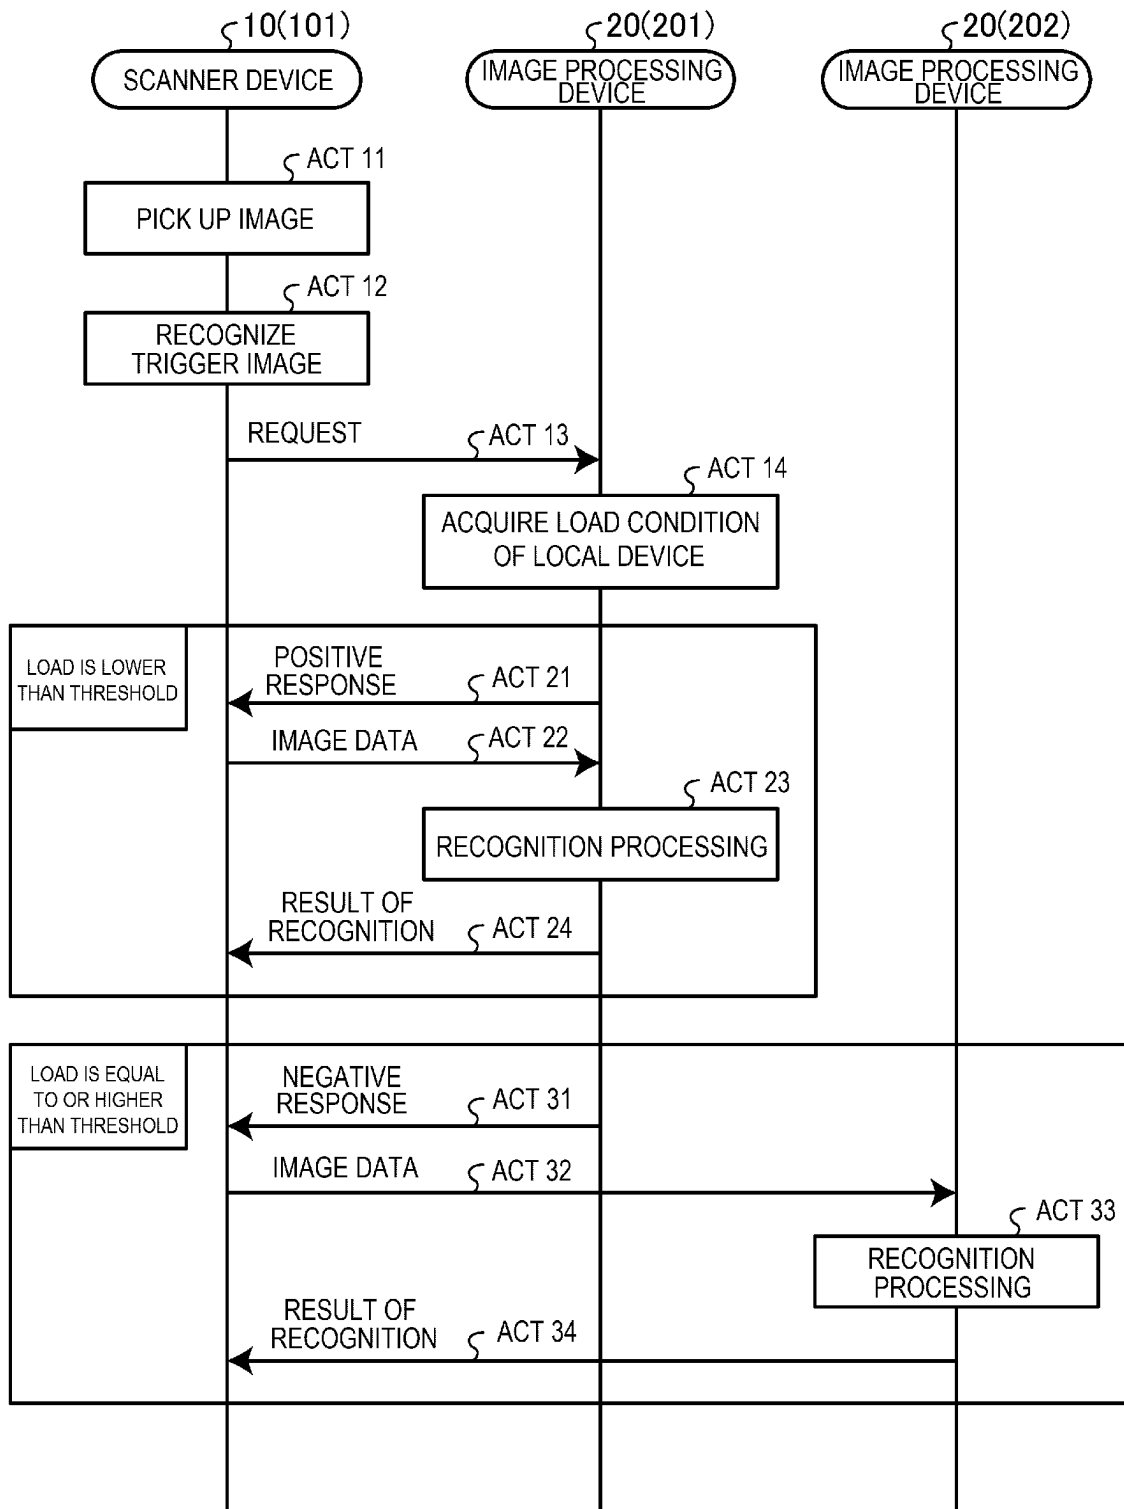 10(101)
SCANNER DEVICE
20(201)
IMAGE PROCESSING
DEVICE
20(202)
IMAGE PROCESSING
DEVICE
ACT 11
PICK UP IMAGE
ACT 12
RECOGNIZE
TRIGGER IMAGE
REQUEST
ACT 13
ACT 14
ACQUIRE LOAD CONDITION
OF LOCAL DEVICE
LOAD IS LOWER
THAN THRESHOLD
POSITIVE
RESPONSE
ACT 21
IMAGE DATA
ACT 22
ACT 23
RECOGNITION PROCESSING
RESULT OF
RECOGNITION
ACT 24
LOAD IS EQUAL
TO OR HIGHER
THAN THRESHOLD
NEGATIVE
RESPONSE
ACT 31
IMAGE DATA
ACT 32
ACT 33
RECOGNITION
PROCESSING
RESULT OF
RECOGNITION
ACT 34